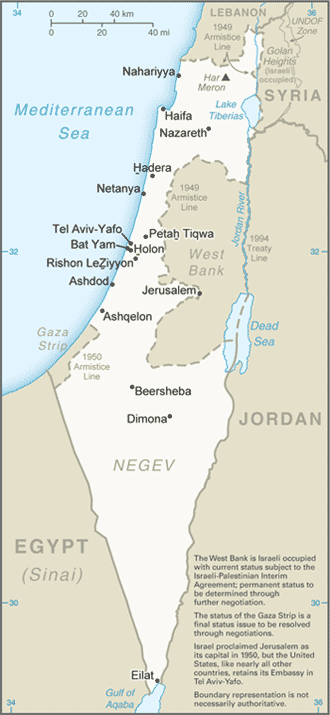 34
36
0
20
40 km
0
20
40 mi
LEBANON
1949
Armistice
Line
UNDOF
Zone
Golan
Heights
(Israeli
occupied)
SYRIA
Nahariyya
Har
Meron
Mediterranean
Sea
Haifa
Lake
Tiberias
Nazareth
Hadera
Netanya
1949
Armistice
Line
Jordan River
1994
Treaty
Line
Tel Aviv-Yafo
Petaẖ Tiqwa
Bat Yam
Holon
32
32
Rishon LeẔiyyon
West
Bank
Ashdod
Jerusalem
Ashqelon
Gaza
Strip
Dead
Sea
1950
Armistice
Line
Beersheba
Dimona
JORDAN
NEGEV
EGYPT
(Sinai)
The West Bank is Israeli occupied
with current status subject to the
Israeli-Palestinian Interim
Agreement; permanent status to
be determined through
further negotiation.
The status of the Gaza Strip is a
final status issue to be resolved
through negotiations.
Israel proclaimed Jerusalem as
its capital in 1950, but the United
States, like nearly all other
countries, retains its Embassy in
Tel Aviv-Yafo.
Boundary representation is not
necessarily authoritative.
30
30
Eilat
Gulf of
Aqaba
34
36